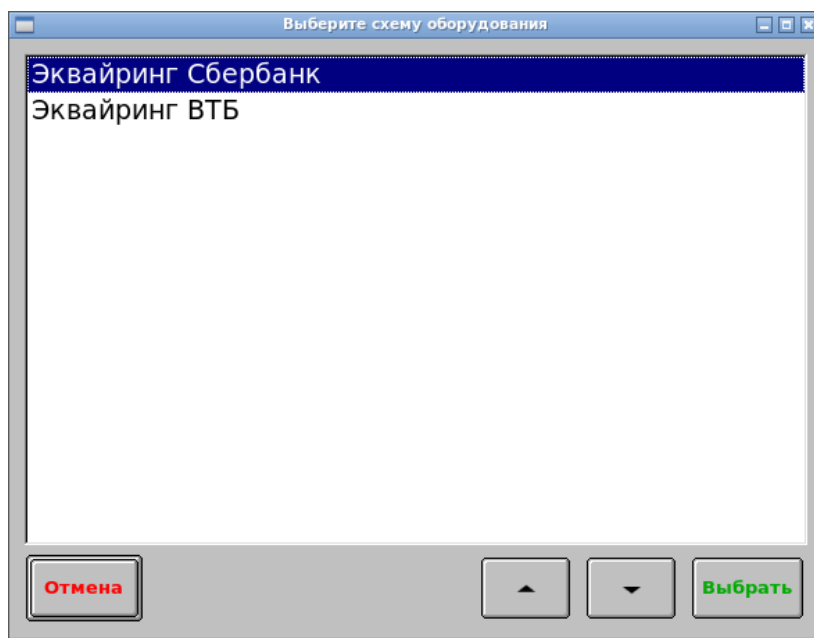 Выберите схему оборудования
Эквайринг Сбербанк
Эквайринг ВТБ
Отмена
Выбрать